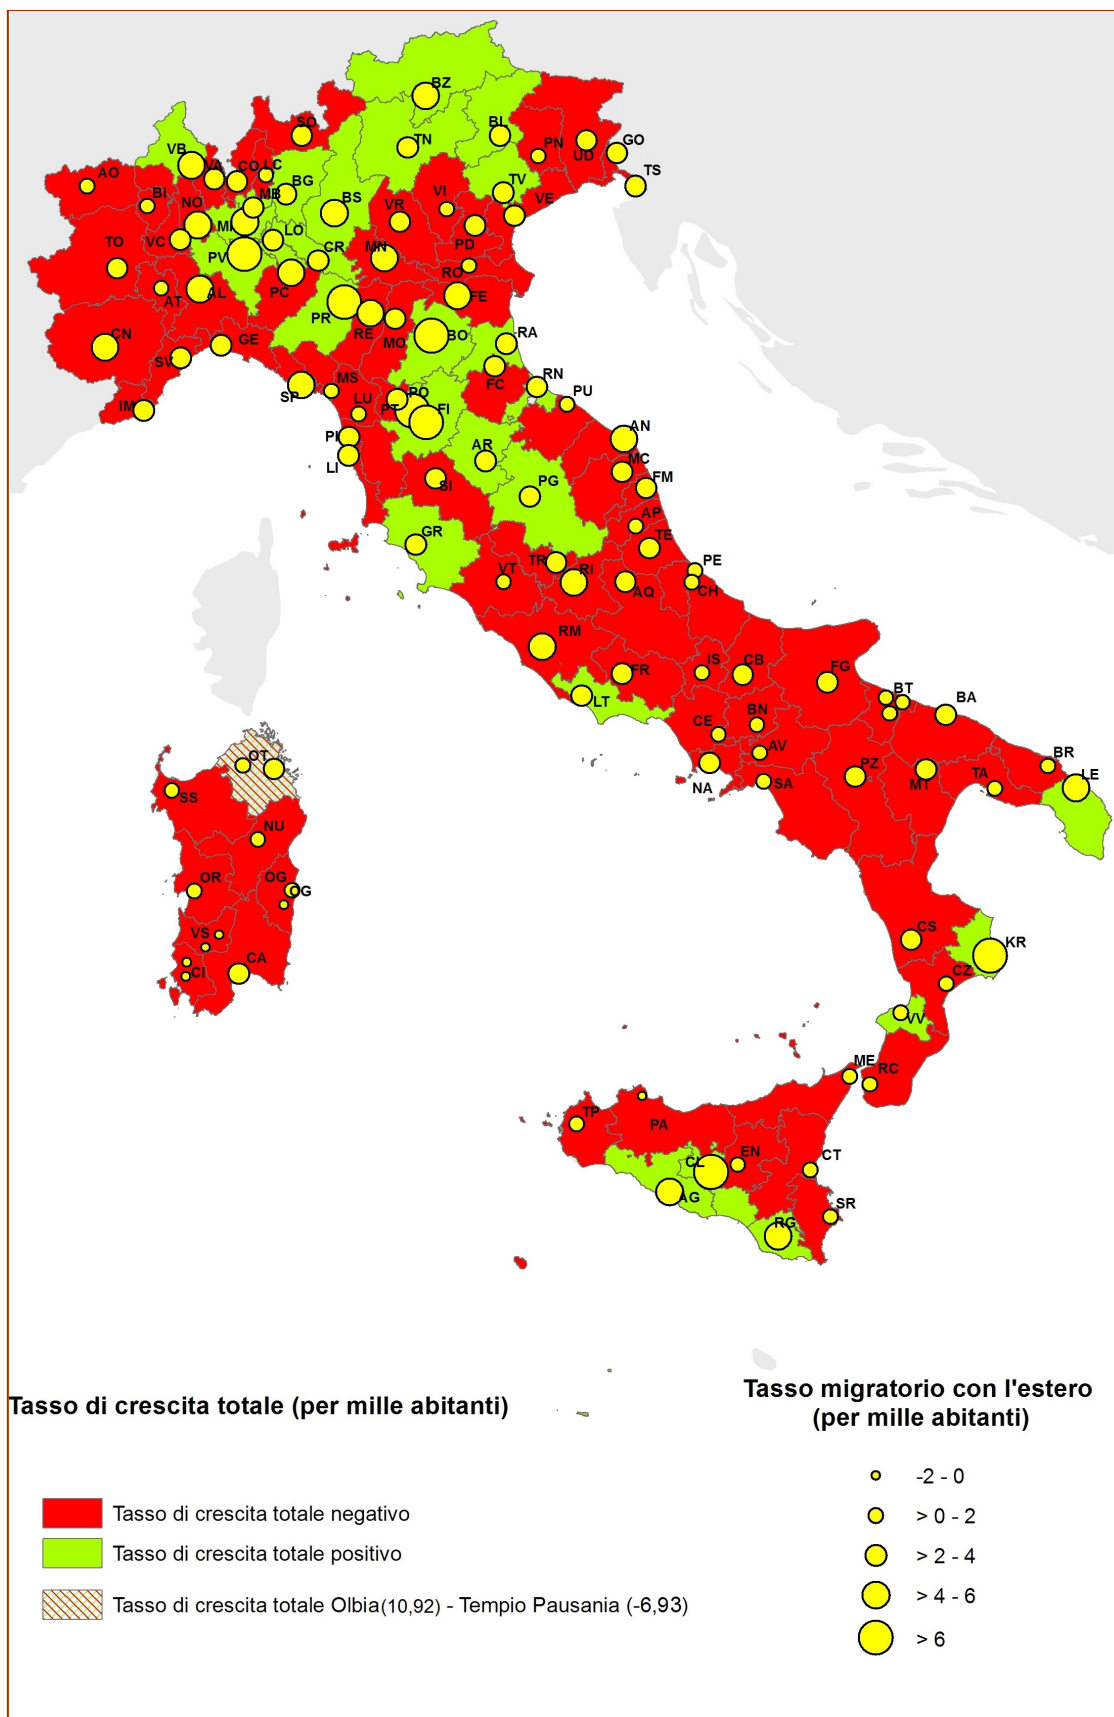 BZ
SO
BL
TN
PN
UD
GO
VB
VA
CO
LC
TS
AO
BG
TV
BI
MB
BS
VI
VE
NO
MI
VR
LO
PD
VC
TO
PV
CR
MN
RO
PC
AT
AL
FE
PR
RE
MO
BO
RA
CN
GE
SV
FC
RN
MS
PU
SP
LU
PO
PT
FI
IM
AN
PI
AR
MC
LI
SI
PG
FM
AP
GR
TE
TR
PE
VT
RI
AQ
CH
RM
FR
IS
CB
FG
LT
BT
BA
CE
BN
AV
NA
SA
PZ
MT
TA
BR
LE
OT
SS
NU
OR
OG
OG
VS
CI
CA
CS
KR
CZ
VV
ME
RC
TP
PA
CL
EN
CT
AG
SR
RG
Tasso di crescita totale (per mille abitanti)
Tasso di crescita totale negativo
Tasso di crescita totale positivo
Tasso di crescita totale Olbia(10,92) - Tempio Pausania (-6,93)
Tasso migratorio con l'estero
(per mille abitanti)
-2 - 0
> 0 - 2
> 2 - 4
> 4 - 6
> 6